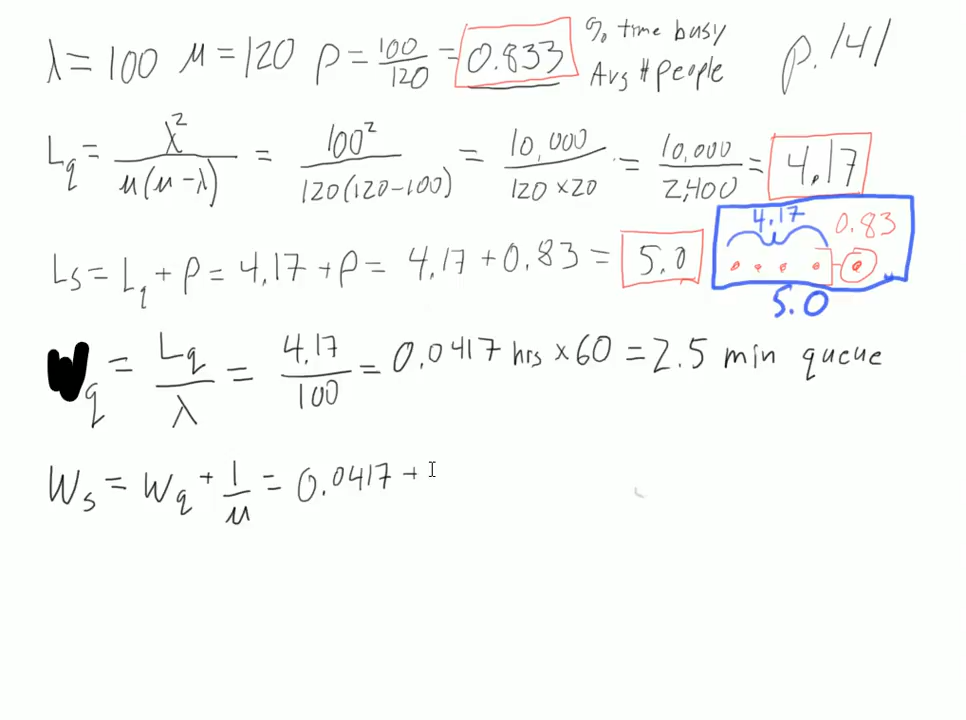 λ = 100 μ = 120 ρ = 100/120 = 0.833 % time busy
Avg # people
p. 141
Lq = λ²/μ(μ-λ) = 100²/120(120-100) = 10,000/120 × 20 = 10,000/2,400 = 4.17
4.17 0.83
Ls = Lq + ρ = 4.17 + ρ = 4.17 + 0.83 = 5.0
5.0
Wq = Lq/λ = 4.17/100 = 0.0417 hrs × 60 = 2.5 min queue
Ws = Wq + 1/μ = 0.0417 +